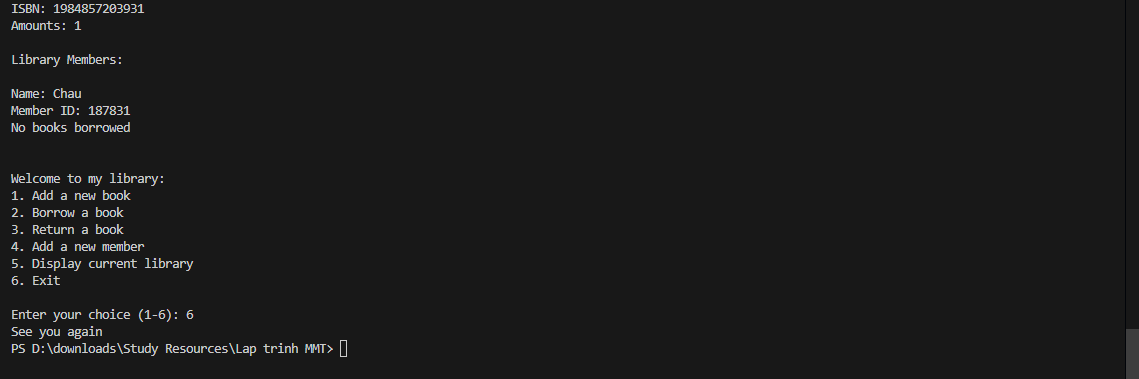 ISBN: 1984857203931
Amounts: 1
Library Members:
Name: Chau
Member ID: 187831
No books borrowed
Welcome to my library:
1. Add a new book
2. Borrow a book
3. Return a book
4. Add a new member
5. Display current library
6. Exit
Enter your choice (1-6): 6
See you again
PS D:\downloads\Study Resources\Lap trinh MMT>